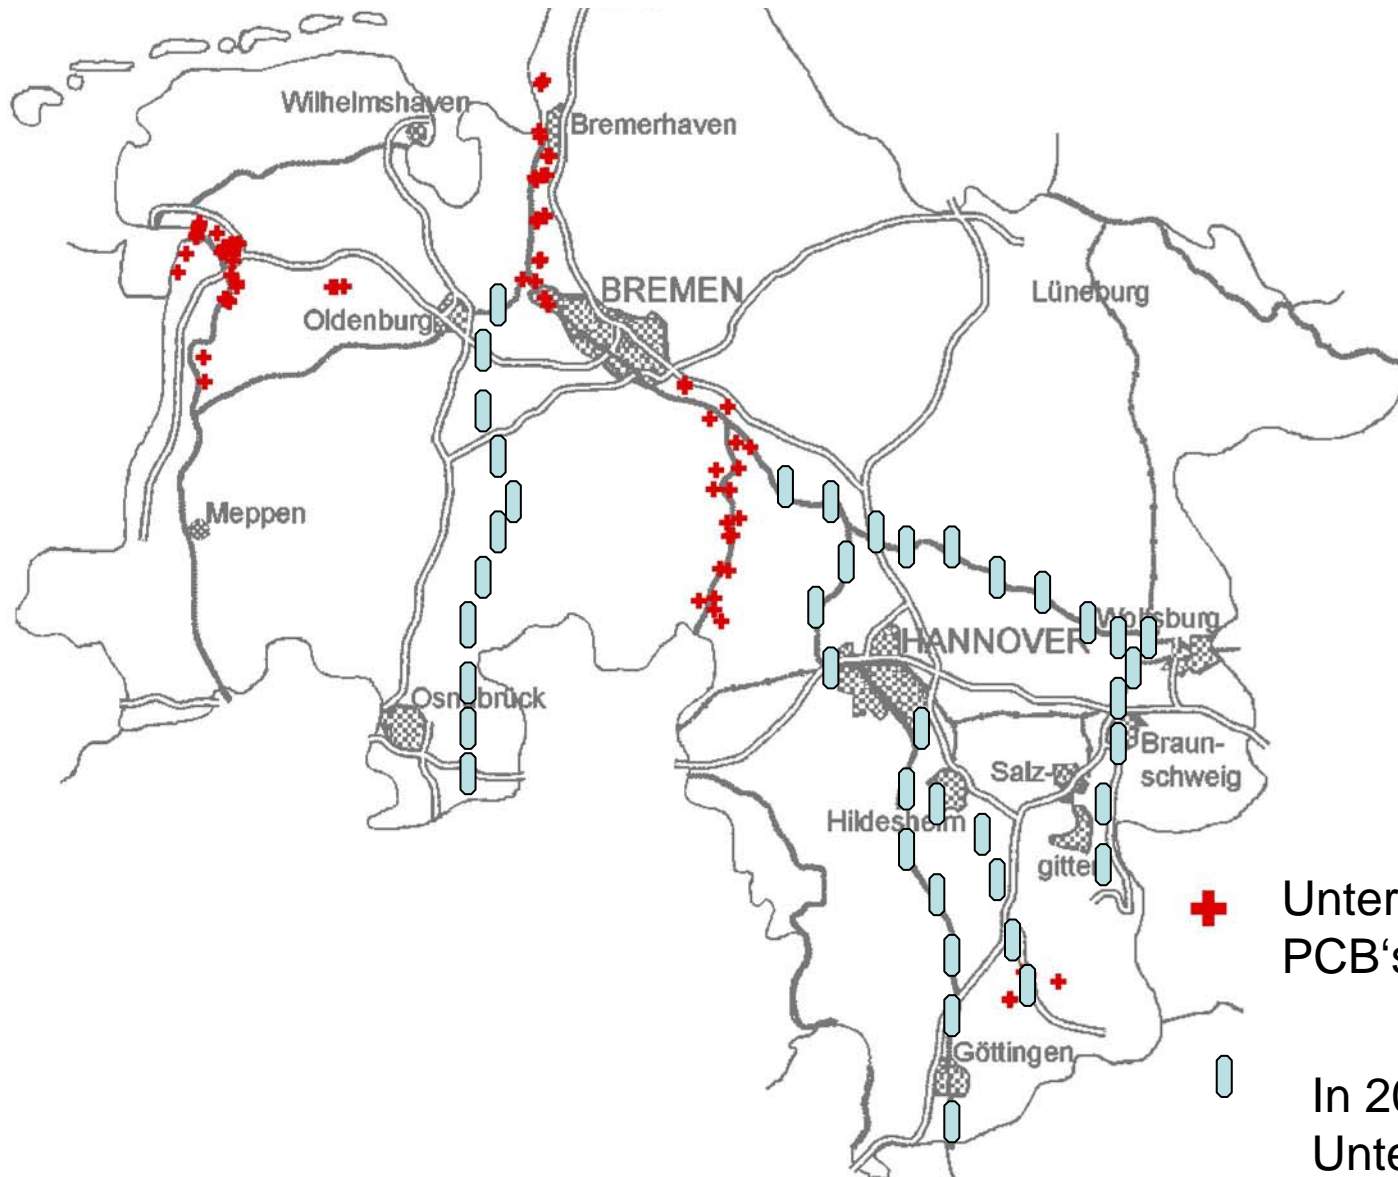 Wilhelmshaven
Bremerhaven
BREMEN
Lüneburg
Oldenburg
Meppen
Wolfsburg
HANNOVER
Osnabrück
Braun-
schweig
Salz-
gitter
Hildesheim
Göttingen
Unter
PCB‘s
In 20
Unte